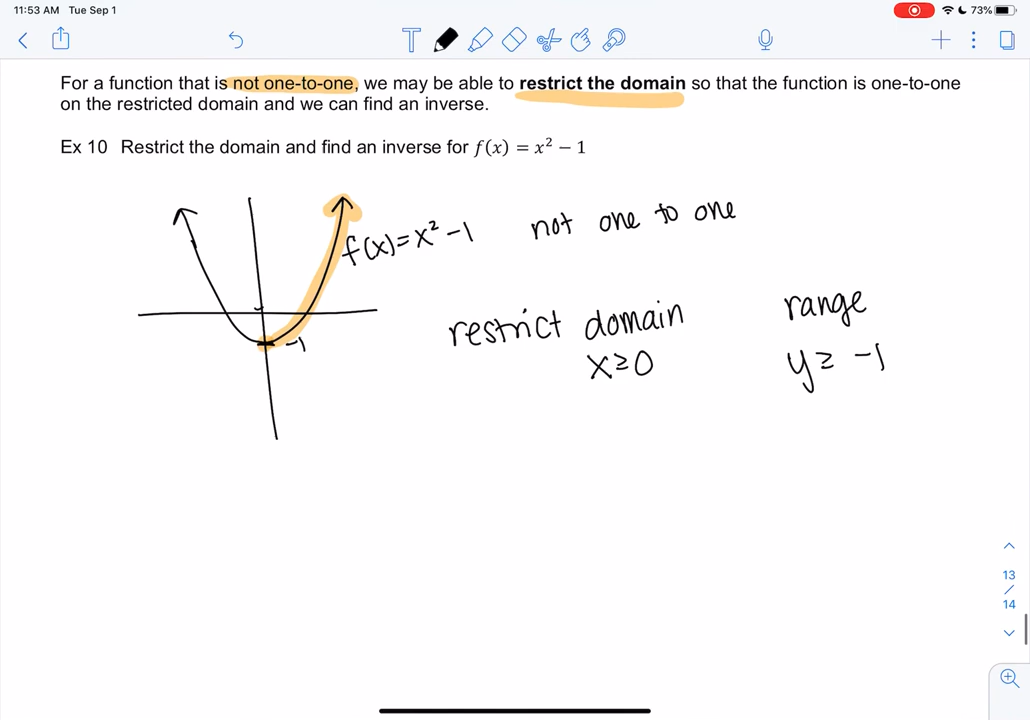 11:53 AM Tue Sep 1
73%
For a function that is not one-to-one, we may be able to restrict the domain so that the function is one-to-one
on the restricted domain and we can find an inverse.
Ex 10 Restrict the domain and find an inverse for f(x) = x² − 1
f(x)=x²-1
not one to one
-1
restrict domain
x≥0
range
y≥ -1
13
/
14